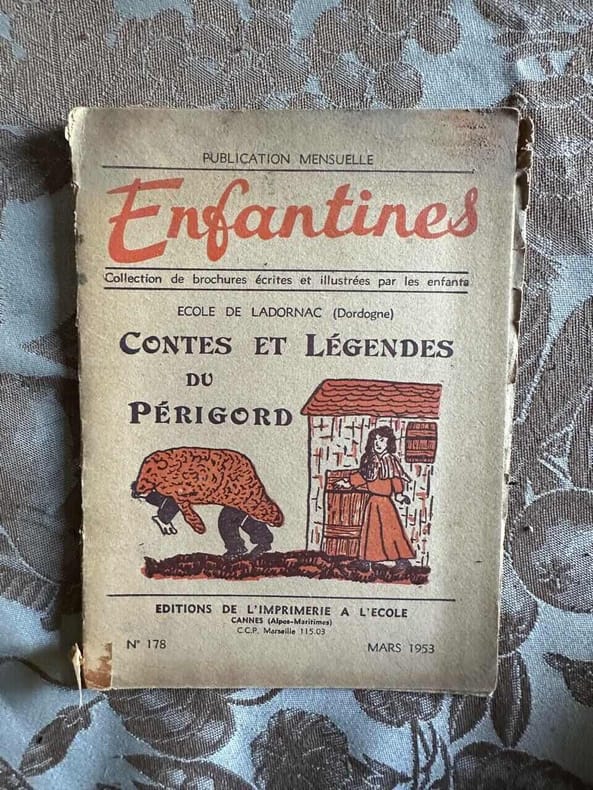 PUBLICATION MENSUELLE
Enfantines
Collection de brochures écrites et illustrées par les enfants
ECOLE DE LADORNAC (Dordogne)
CONTES ET LÉGENDES
DU
PÉRIGORD
EDITIONS DE L'IMPRIMERIE A L'ECOLE
CANNES (Alpes-Maritimes)
C.C.P. Marseille 115.03
N° 178
MARS 1953